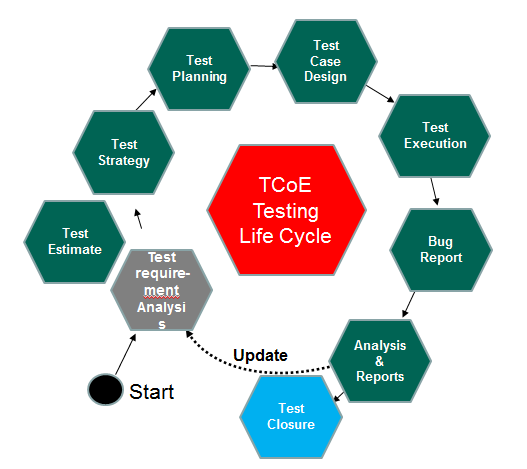 Test
Planning
Test
Case
Design
Test
Strategy
Test
Execution
TCoE
Testing
Life Cycle
Test
Estimate
Bug
Report
Test
require-
ment
Analysi
s
Update
Analysis
&
Reports
Start
Test
Closure